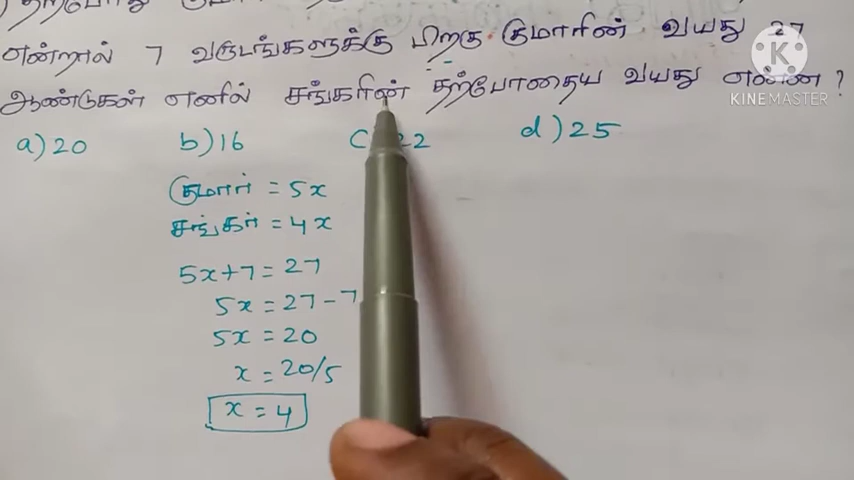 என்றால் 7 வருடங்களுக்கு பிறகு குமாரின் வயது 27
ஆண்டுகள் எனில் சங்கரின் தற்போதைய வயது என்ன ?
a) 20 b) 16 c) 22 d) 25
குமார் = 5x
சங்கர் = 4x
5x+7 = 27
5x = 27 - 7
5x = 20
x = 20/5
x = 4
K
KINEMASTER